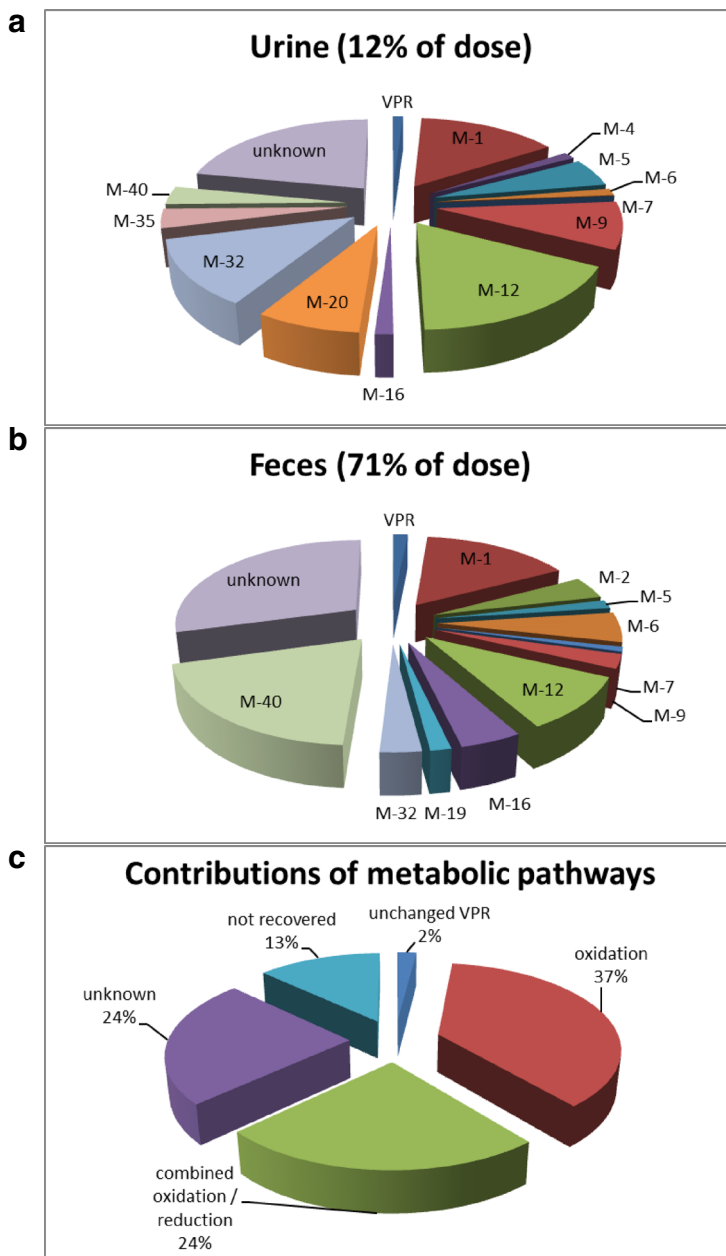 a
Urine (12% of dose)
VPR
M-1
M-4
M-5
M-6
M-7
M-9
M-12
M-16
M-20
M-32
M-35
M-40
unknown
b
Feces (71% of dose)
VPR
M-1
M-2
M-5
M-6
M-7
M-9
M-12
M-16
M-19
M-32
M-40
unknown
c
Contributions of metabolic pathways
unchanged VPR
2%
oxidation
37%
combined
oxidation /
reduction
24%
unknown
24%
not recovered
13%